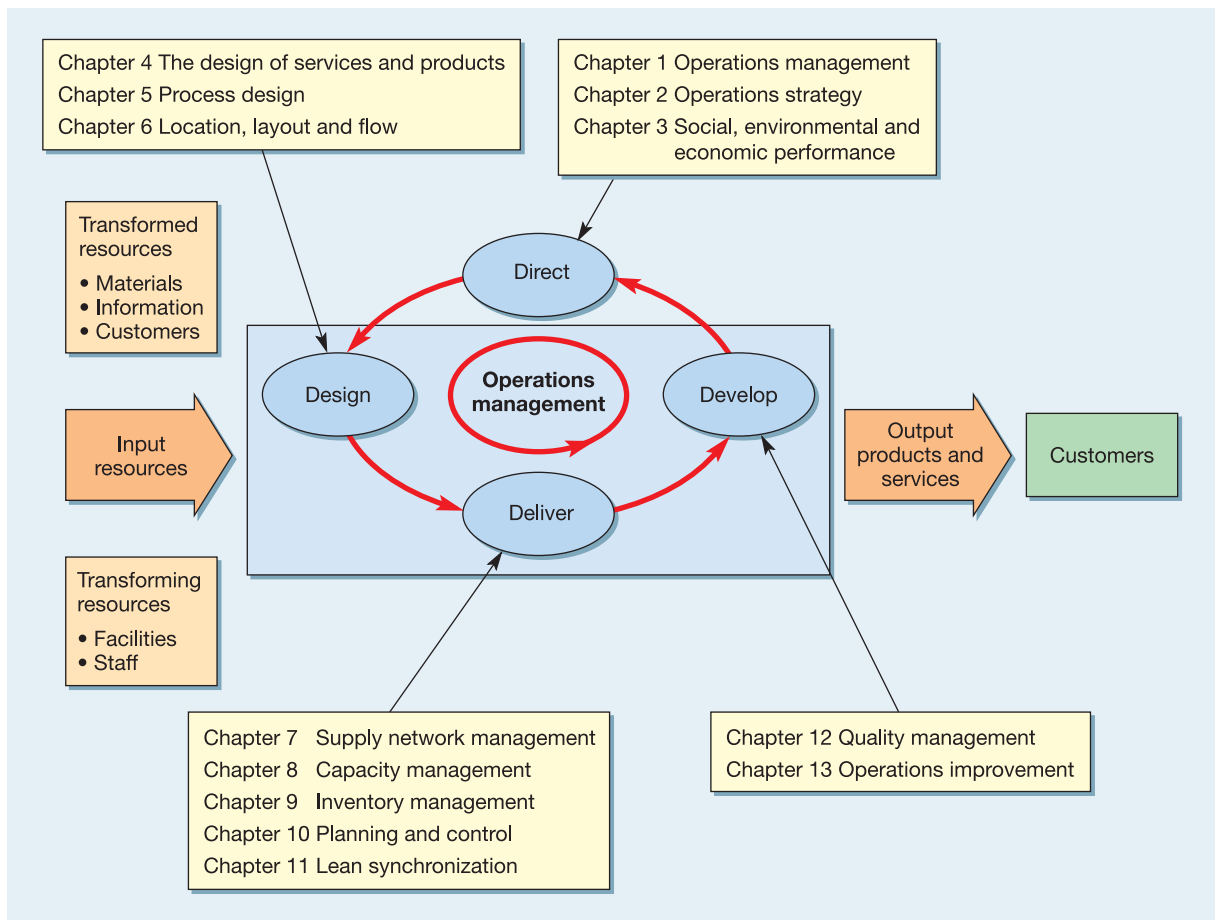 Chapter 4 The design of services and products
Chapter 5 Process design
Chapter 6 Location, layout and flow
Chapter 1 Operations management
Chapter 2 Operations strategy
Chapter 3 Social, environmental and
economic performance
Transformed
resources
• Materials
• Information
• Customers
Direct
Design
Operations
management
Develop
Deliver
Input
resources
Output
products and
services
Customers
Transforming
resources
• Facilities
• Staff
Chapter 7 Supply network management
Chapter 8 Capacity management
Chapter 9 Inventory management
Chapter 10 Planning and control
Chapter 11 Lean synchronization
Chapter 12 Quality management
Chapter 13 Operations improvement